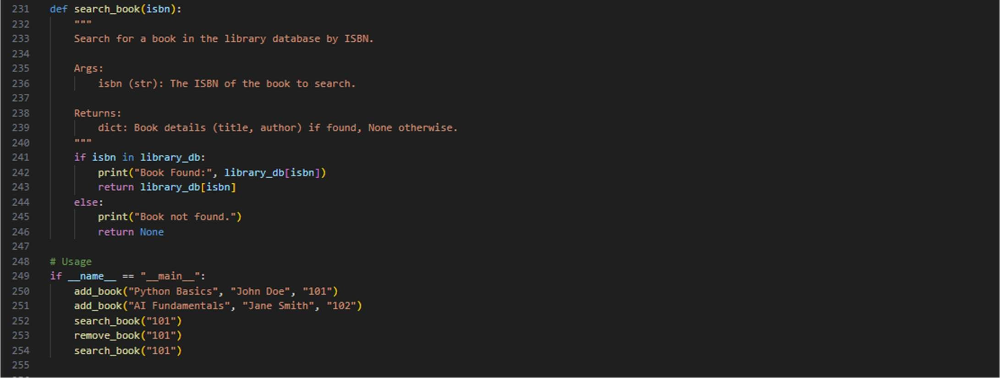 231 def search_book(isbn):
232     """
233     Search for a book in the library database by ISBN.
234
235     Args:
236         isbn (str): The ISBN of the book to search.
237
238     Returns:
239         dict: Book details (title, author) if found, None otherwise.
240     """
241     if isbn in library_db:
242         print("Book Found:", library_db[isbn])
243         return library_db[isbn]
244     else:
245         print("Book not found.")
246         return None
247
248 # Usage
249 if __name__ == "__main__":
250     add_book("Python Basics", "John Doe", "101")
251     add_book("AI Fundamentals", "Jane Smith", "102")
252     search_book("101")
253     remove_book("101")
254     search_book("101")
255